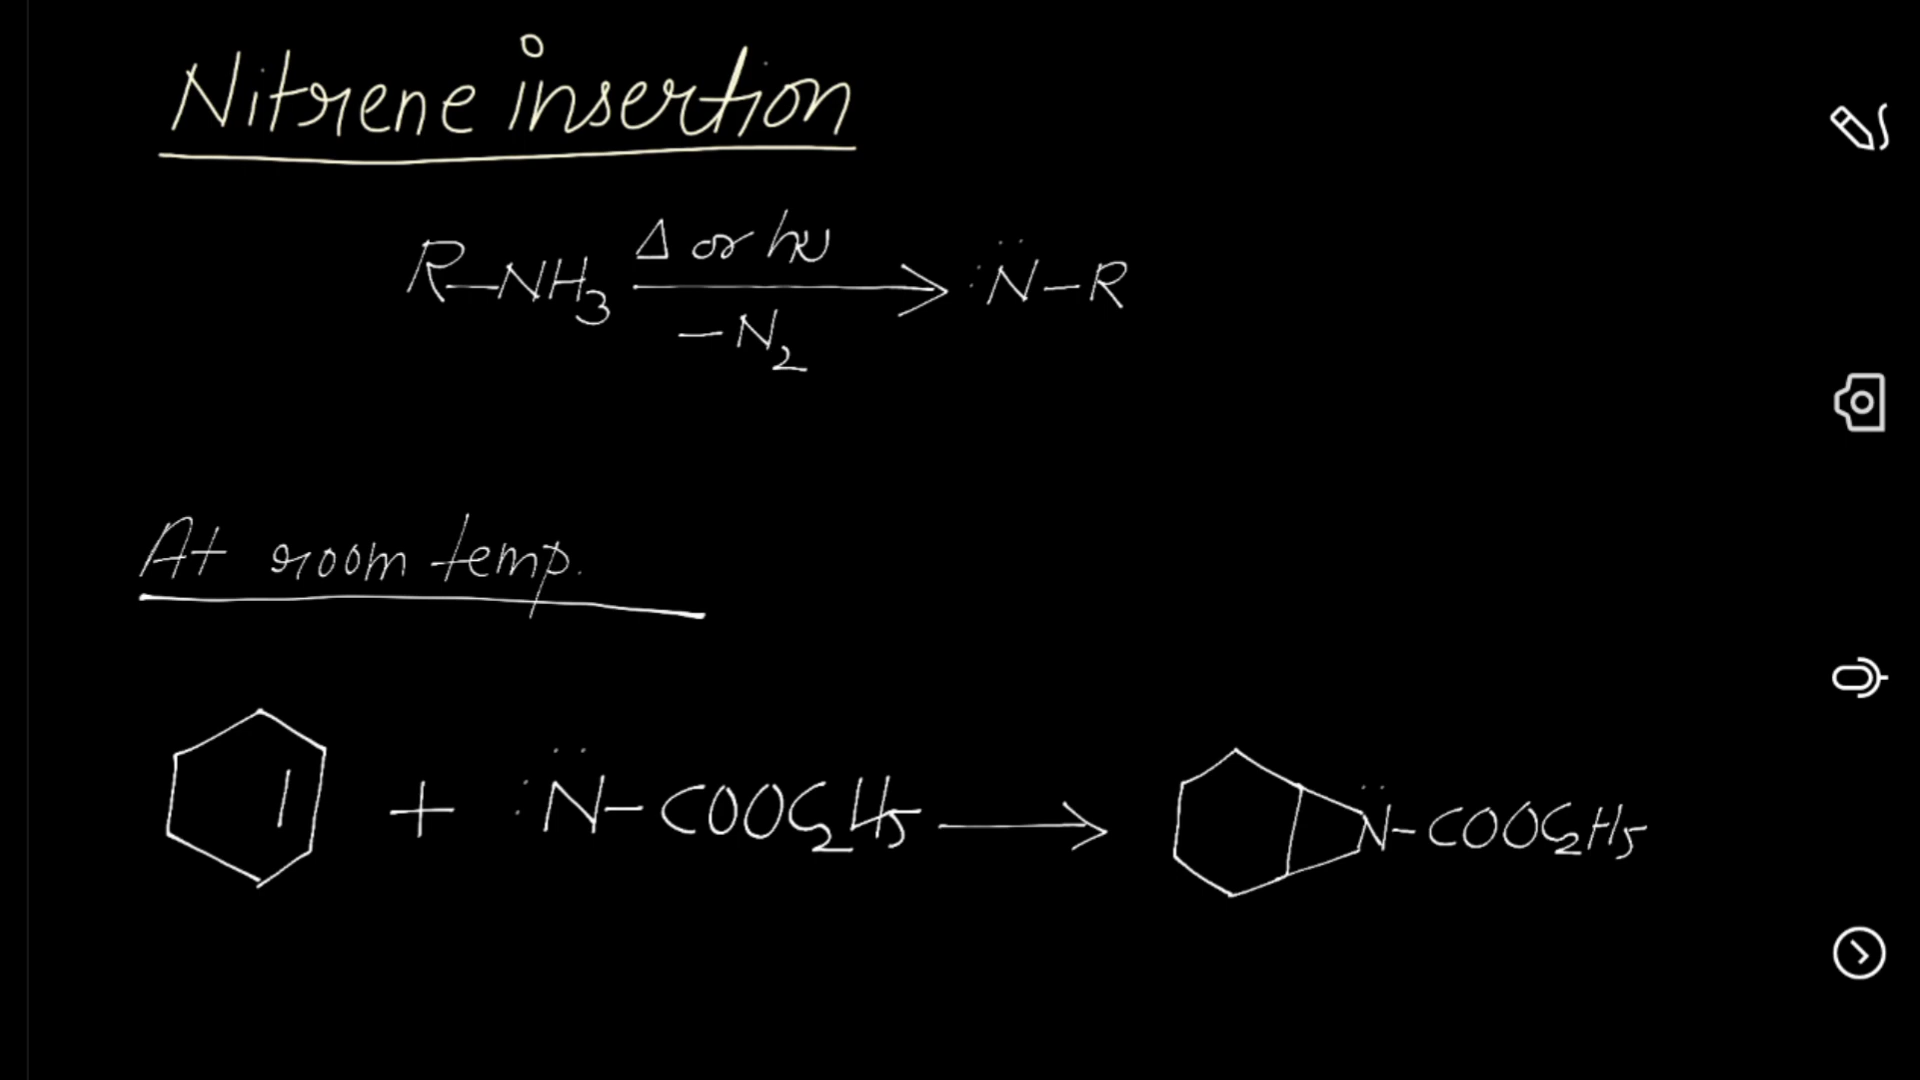 Nitrene insertion
R-NH3 Δ or hν → :N̈-R
-N2
At room temp.
+ :N̈-COOC2H5 → N̈-COOC2H5